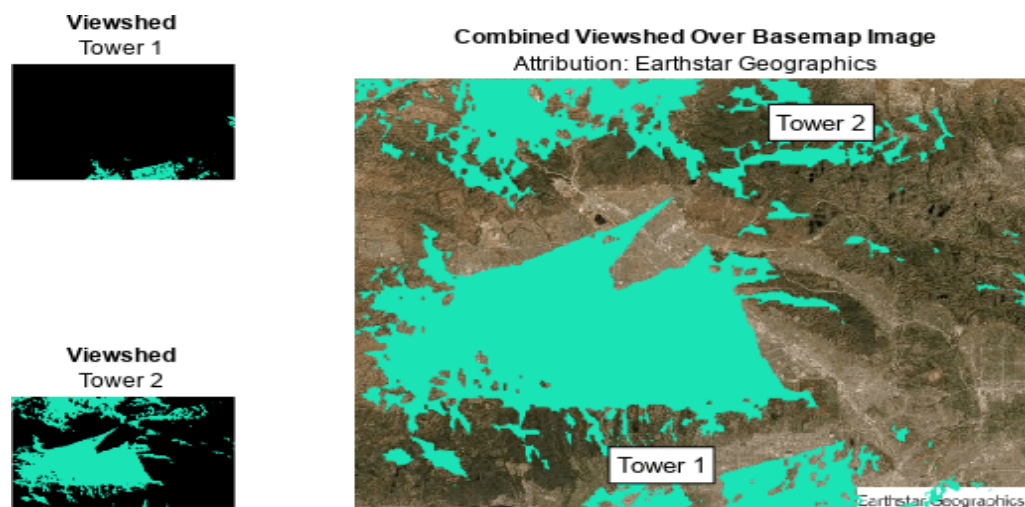 Viewshed
Tower 1
Viewshed
Tower 2
Combined Viewshed Over Basemap Image
Attribution: Earthstar Geographics
Tower 2
Tower 1
Earthstar Geographics